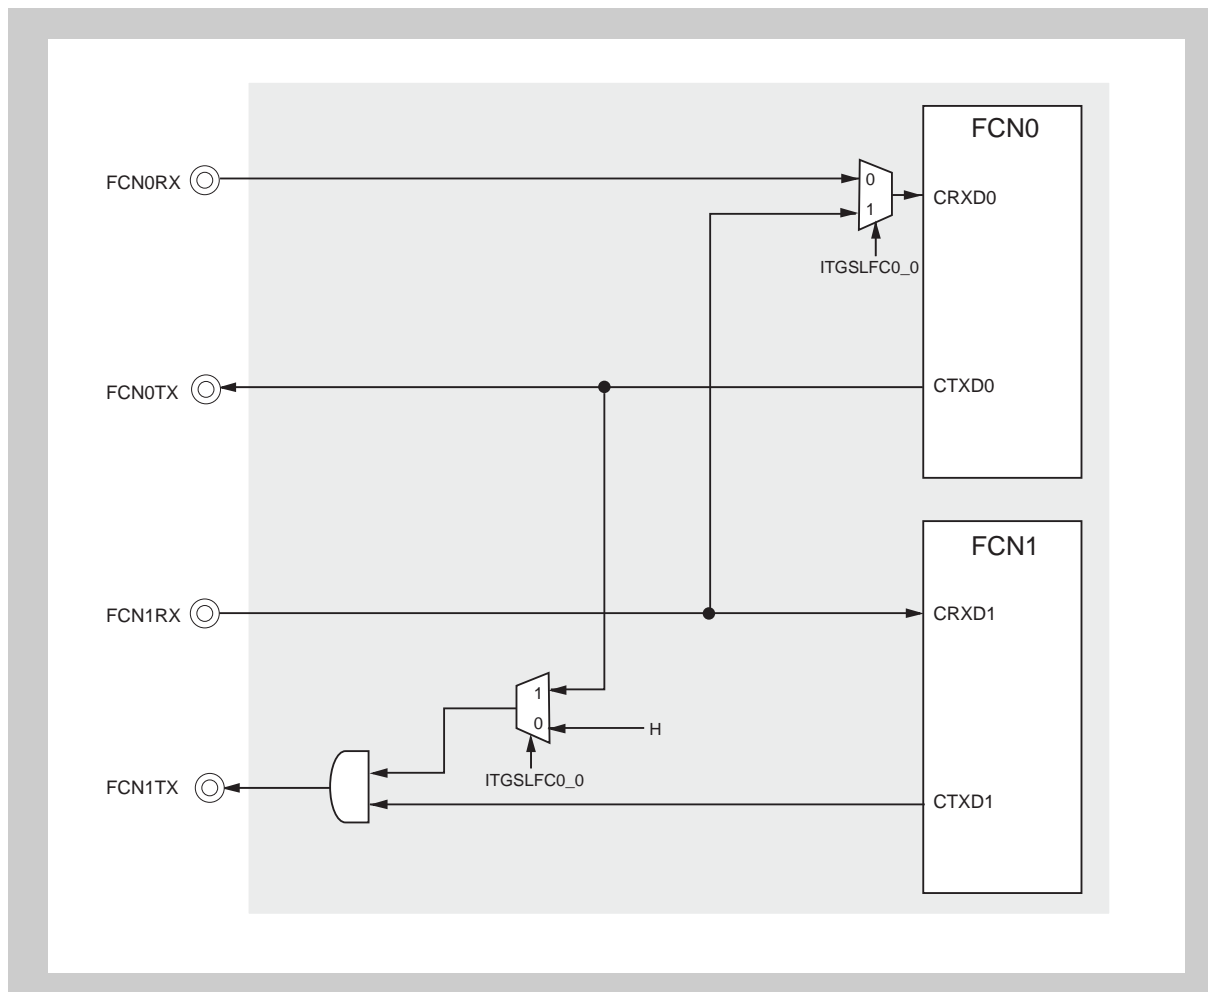 FCN0
FCN0RX
0
CRXD0
1
ITGSLFC0_0
FCN0TX
CTXD0
FCN1
FCN1RX
CRXD1
1
0
H
ITGSLFC0_0
FCN1TX
CTXD1